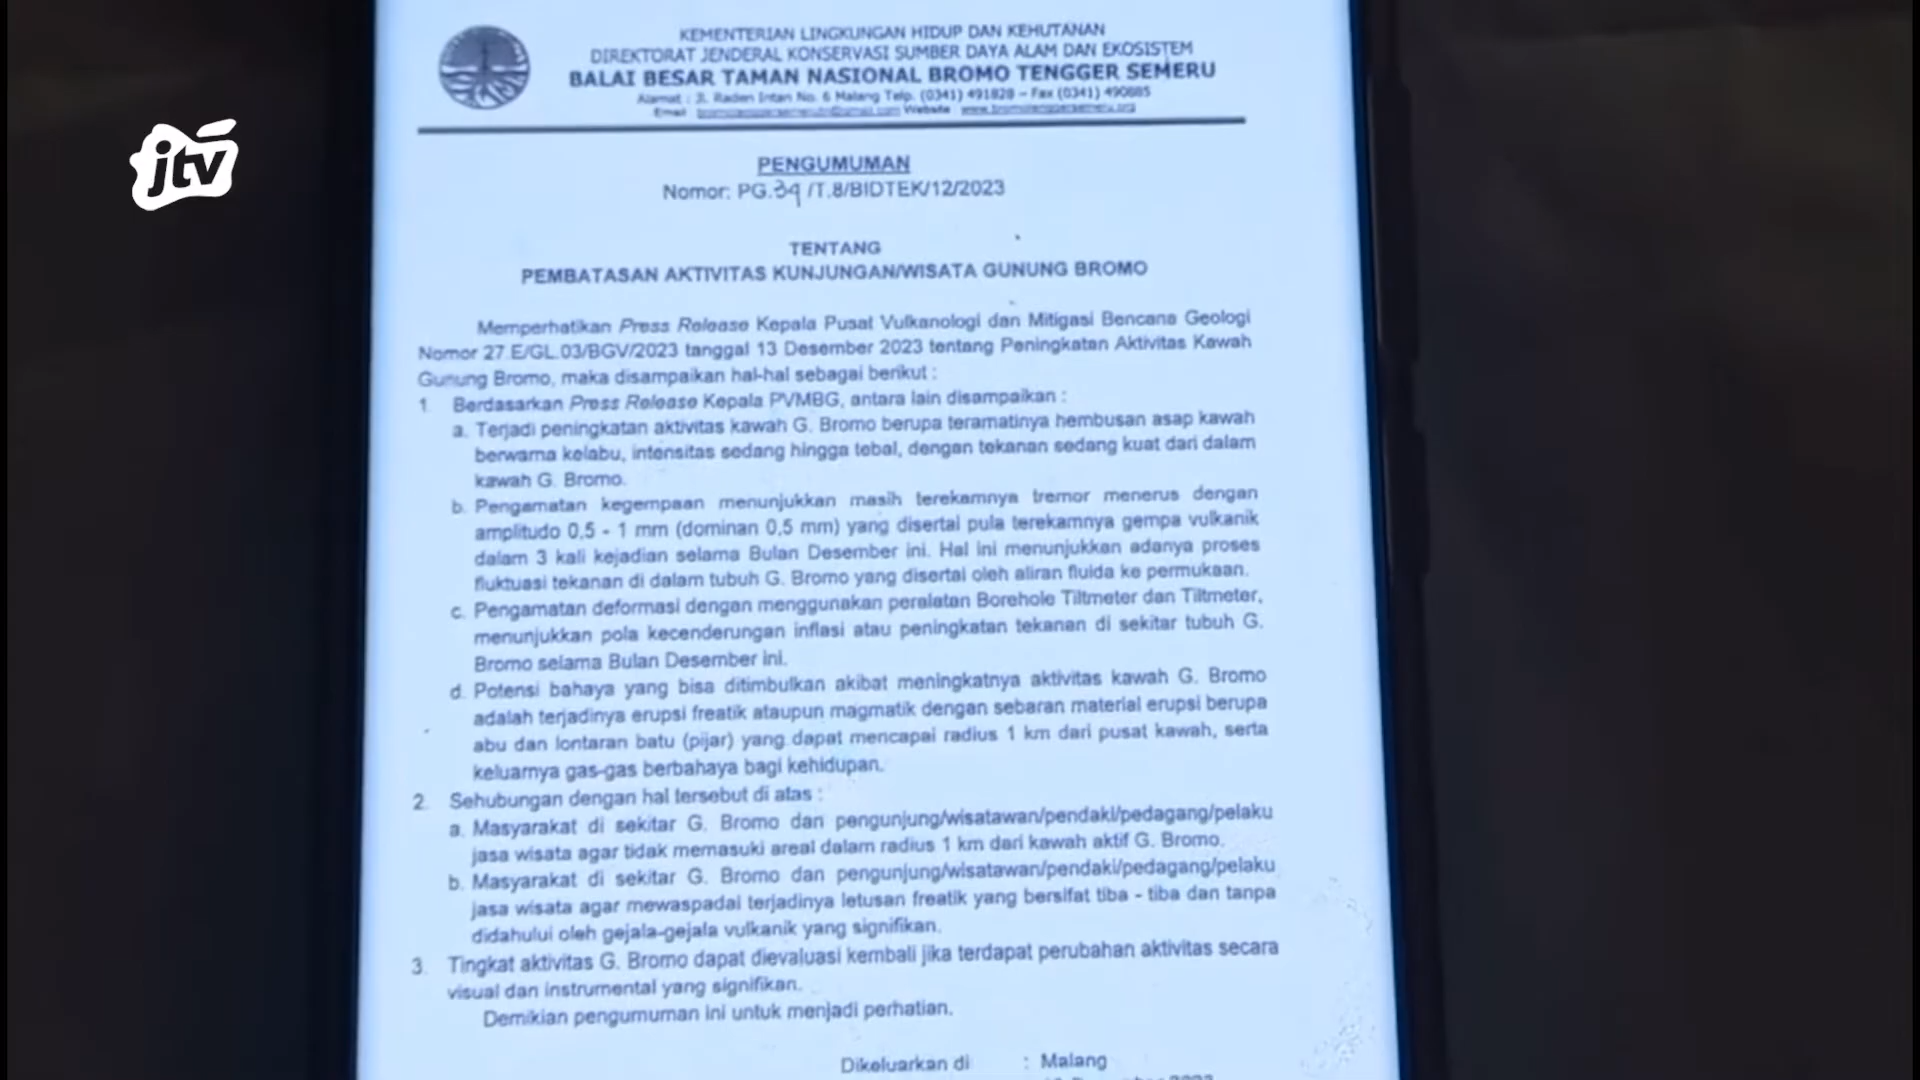 jtv
KEMENTERIAN LINGKUNGAN HIDUP DAN KEHUTANAN
DIREKTORAT JENDERAL KONSERVASI SUMBER DAYA ALAM DAN EKOSISTEM
BALAI BESAR TAMAN NASIONAL BROMO TENGGER SEMERU
Alamat : Jl. Raden Intan No. 6 Malang Telp. (0341) 491828 – Fax (0341) 490885
Email : Website :
PENGUMUMAN
Nomor: PG.39/T.8/BIDTEK/12/2023
TENTANG
PEMBATASAN AKTIVITAS KUNJUNGAN/WISATA GUNUNG BROMO
Memperhatikan Press Release Kepala Pusat Vulkanologi dan Mitigasi Bencana Geologi
Nomor 27.E/GL.03/BGV/2023 tanggal 13 Desember 2023 tentang Peningkatan Aktivitas Kawah
Gunung Bromo, maka disampaikan hal-hal sebagai berikut :
1. Berdasarkan Press Release Kepala PVMBG, antara lain disampaikan :
a. Terjadi peningkatan aktivitas kawah G. Bromo berupa teramatinya hembusan asap kawah
berwarna kelabu, intensitas sedang hingga tebal, dengan tekanan sedang kuat dari dalam
kawah G. Bromo.
b. Pengamatan kegempaan menunjukkan masih terekamnya tremor menerus dengan
amplitudo 0,5 - 1 mm (dominan 0,5 mm) yang disertai pula terekamnya gempa vulkanik
dalam 3 kali kejadian selama Bulan Desember ini. Hal ini menunjukkan adanya proses
fluktuasi tekanan di dalam tubuh G. Bromo yang disertai oleh aliran fluida ke permukaan.
c. Pengamatan deformasi dengan menggunakan peralatan Borehole Tiltmeter dan Tiltmeter,
menunjukkan pola kecenderungan inflasi atau peningkatan tekanan di sekitar tubuh G.
Bromo selama Bulan Desember ini.
d. Potensi bahaya yang bisa ditimbulkan akibat meningkatnya aktivitas kawah G. Bromo
adalah terjadinya erupsi freatik ataupun magmatik dengan sebaran material erupsi berupa
abu dan lontaran batu (pijar) yang dapat mencapai radius 1 km dari pusat kawah, serta
keluarnya gas-gas berbahaya bagi kehidupan.
2. Sehubungan dengan hal tersebut di atas :
a. Masyarakat di sekitar G. Bromo dan pengunjung/wisatawan/pendaki/pedagang/pelaku
jasa wisata agar tidak memasuki areal dalam radius 1 km dari kawah aktif G. Bromo.
b. Masyarakat di sekitar G. Bromo dan pengunjung/wisatawan/pendaki/pedagang/pelaku
jasa wisata agar mewaspadai terjadinya letusan freatik yang bersifat tiba - tiba dan tanpa
didahului oleh gejala-gejala vulkanik yang signifikan.
3. Tingkat aktivitas G. Bromo dapat dievaluasi kembali jika terdapat perubahan aktivitas secara
visual dan instrumental yang signifikan.
Demikian pengumuman ini untuk menjadi perhatian.
Dikeluarkan di : Malang